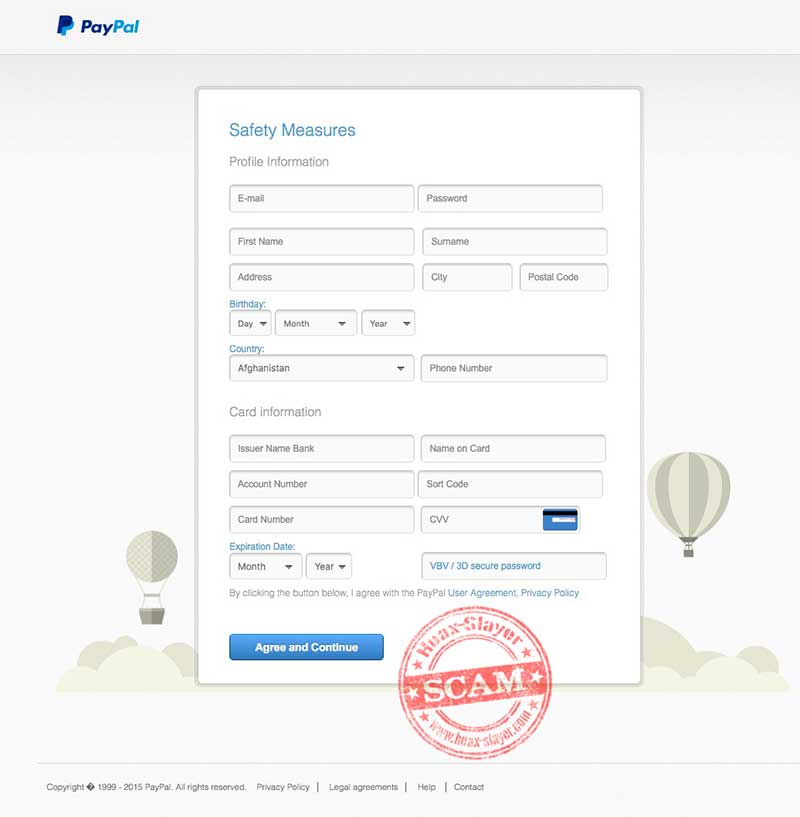 PayPal
Safety Measures
Profile Information
E-mail Password
First Name Surname
Address City Postal Code
Birthday:
Day Month Year
Country:
Afghanistan Phone Number
Card information
Issuer Name Bank Name on Card
Account Number Sort Code
Card Number CVV
Expiration Date:
Month Year VBV / 3D secure password
By clicking the button below, I agree with the PayPal User Agreement, Privacy Policy
Agree and Continue
Hoax-Slayer
SCAM
www.hoax-slayer.com
Copyright � 1999 - 2015 PayPal. All rights reserved. Privacy Policy | Legal agreements | Help | Contact